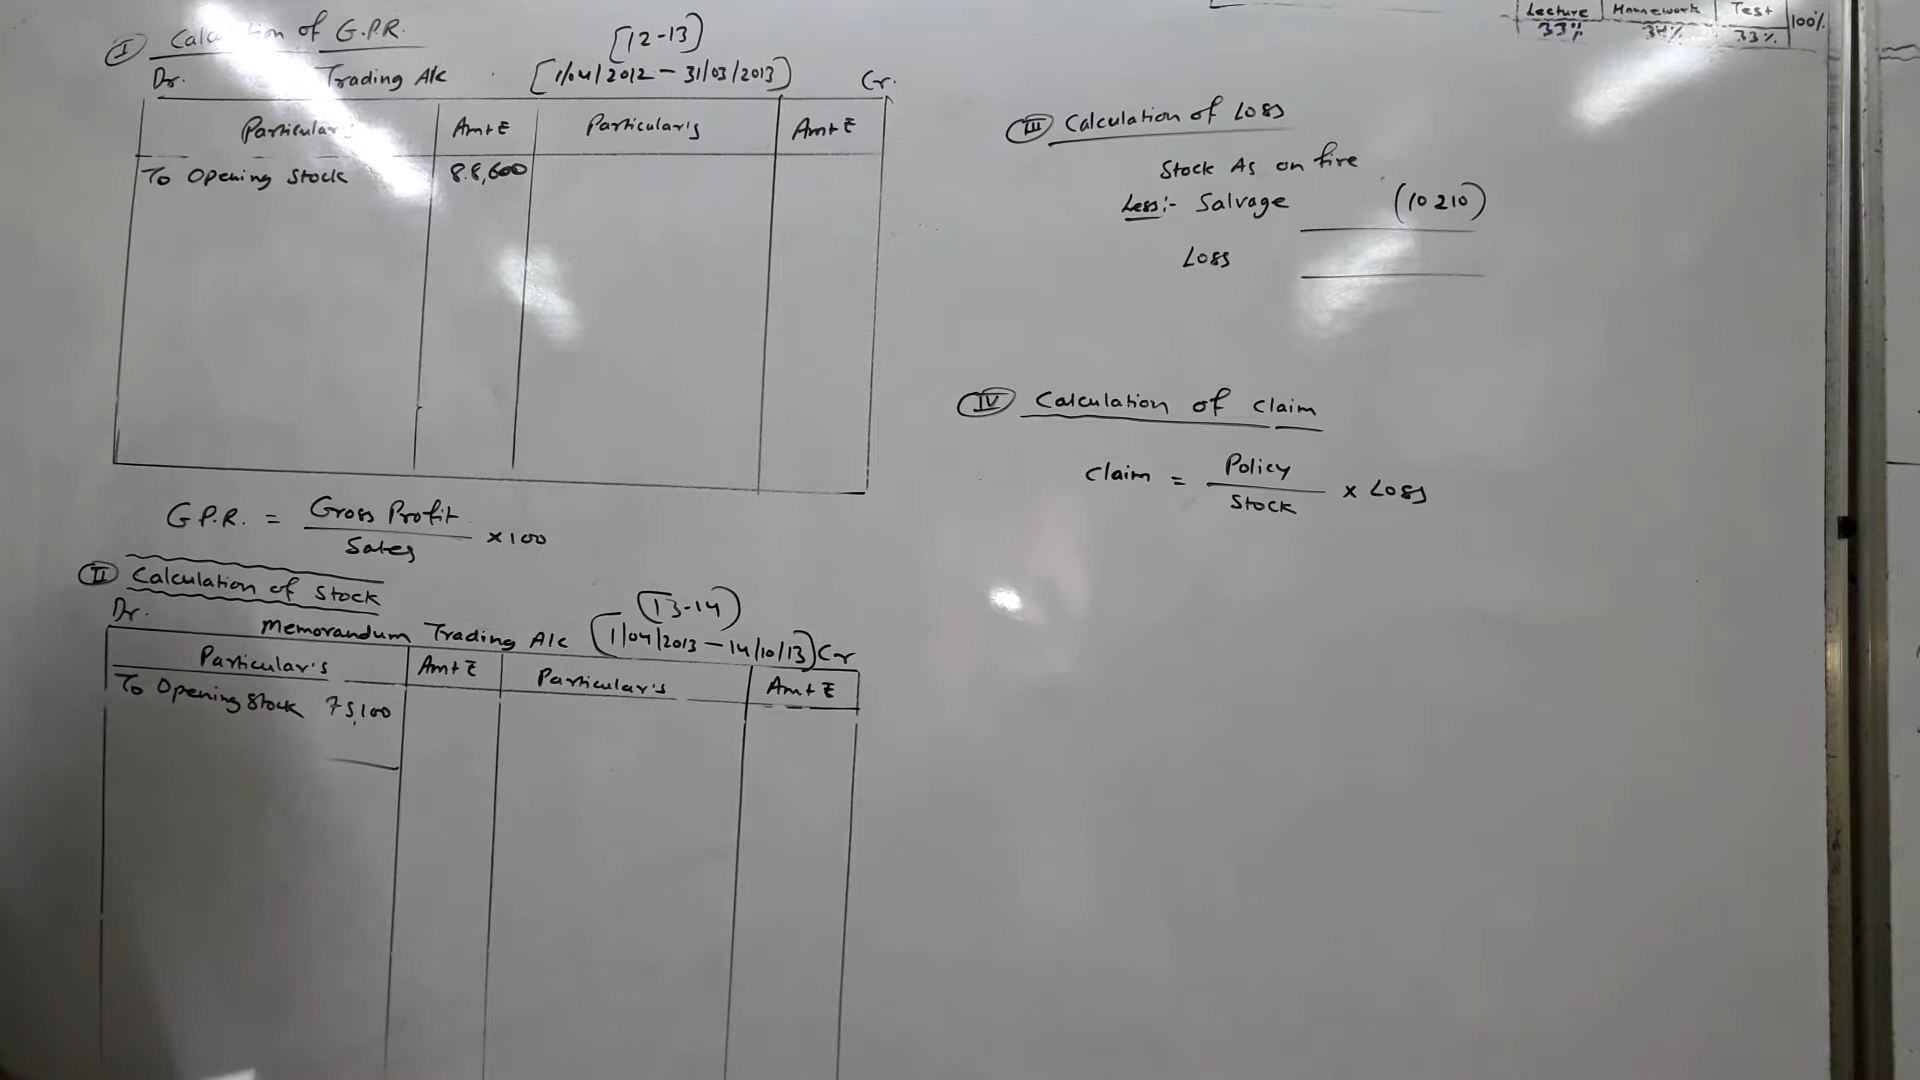 Lecture Homework Test
33% 34% 33% 100%
I Calculation of G.P.R. [12-13]
Dr. Trading A/c [1/04/2012 - 31/03/2013] Cr.
Particular's Amt ₹ Particular's Amt ₹
To Opening Stock 88,600
G.P.R. = Gross Profit / Sales × 100
II Calculation of Stock
Dr. (13-14)
Memorandum Trading A/c (1/04/2013 - 14/10/13) Cr
Particular's Amt ₹ Particular's Amt ₹
To Opening Stock 75,100
III Calculation of Loss
Stock As on fire
Less:- Salvage (10210)
Loss
IV Calculation of Claim
Claim = Policy / Stock × Loss